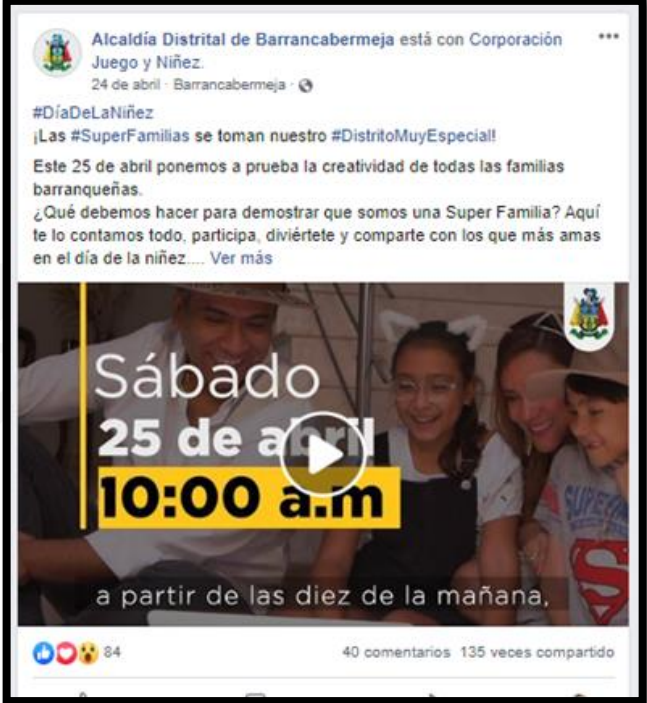 Alcaldía Distrital de Barrancabermeja está con Corporación
Juego y Niñez.
24 de abril · Barrancabermeja ·
#DíaDeLaNiñez
¡Las #SuperFamilias se toman nuestro #DistritoMuyEspecial!
Este 25 de abril ponemos a prueba la creatividad de todas las familias
barranqueñas.
¿Qué debemos hacer para demostrar que somos una Super Familia? Aquí
te lo contamos todo, participa, diviértete y comparte con los que más amas
en el día de la niñez.... Ver más
Sábado
25 de abril
10:00 a.m
a partir de las diez de la mañana,
84
40 comentarios 135 veces compartido